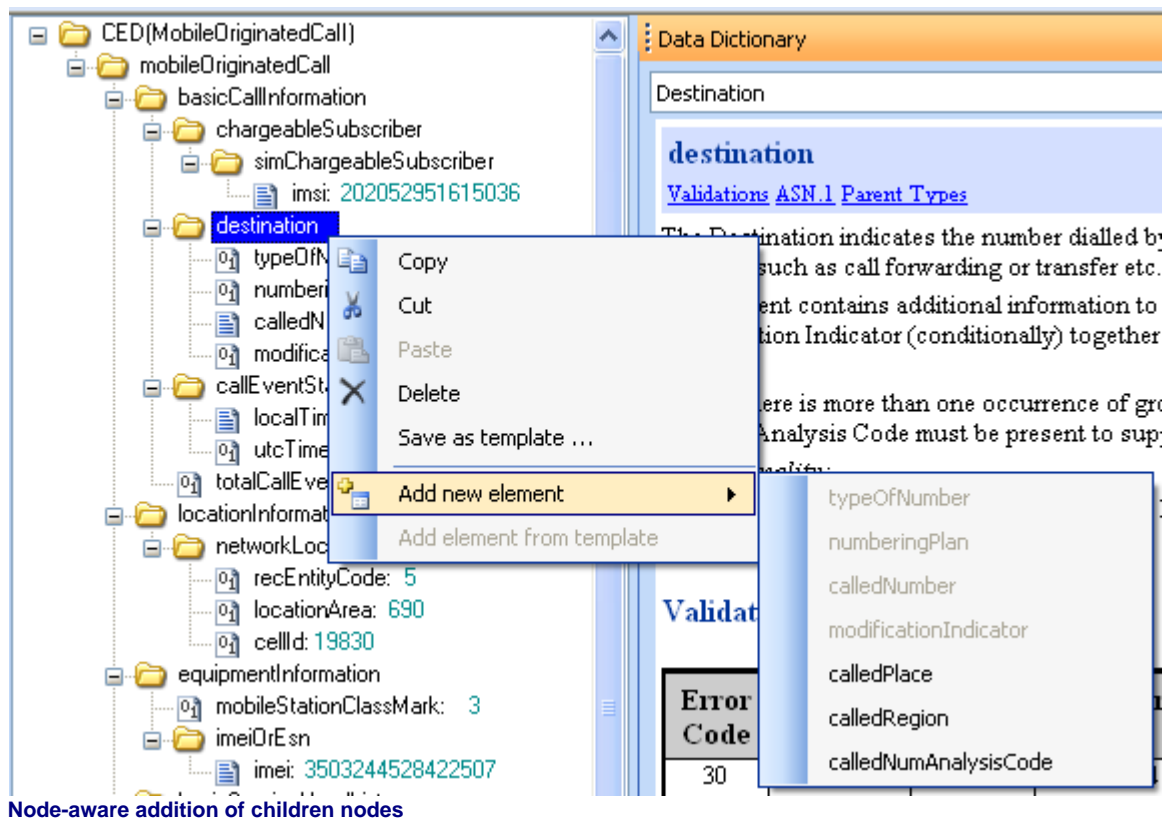 CED(MobileOriginatedCall)
mobileOriginatedCall
basicCallInformation
chargeableSubscriber
simChargeableSubscriber
imsi: 202052951615036
destination
typeOfN
numberi
calledN
modifica
callEventSta
localTim
utcTime
totalCallEve
locationInformat
networkLoc
recEntityCode: 5
locationArea: 690
cellId: 19830
equipmentInformation
mobileStationClassMark: 3
imeiOrEsn
imei: 3503244528422507
Copy
Cut
Paste
Delete
Save as template ...
Add new element
Add element from template
typeOfNumber
numberingPlan
calledNumber
modificationIndicator
calledPlace
calledRegion
calledNumAnalysisCode
Data Dictionary
Destination
destination
Validations ASN.1 Parent Types
The Destination indicates the number dialled by
such as call forwarding or transfer etc.
ent contains additional information to
tion Indicator (conditionally) together
ere is more than one occurrence of gro
Analysis Code must be present to sup
Validat
Error
Code
30
Node-aware addition of children nodes